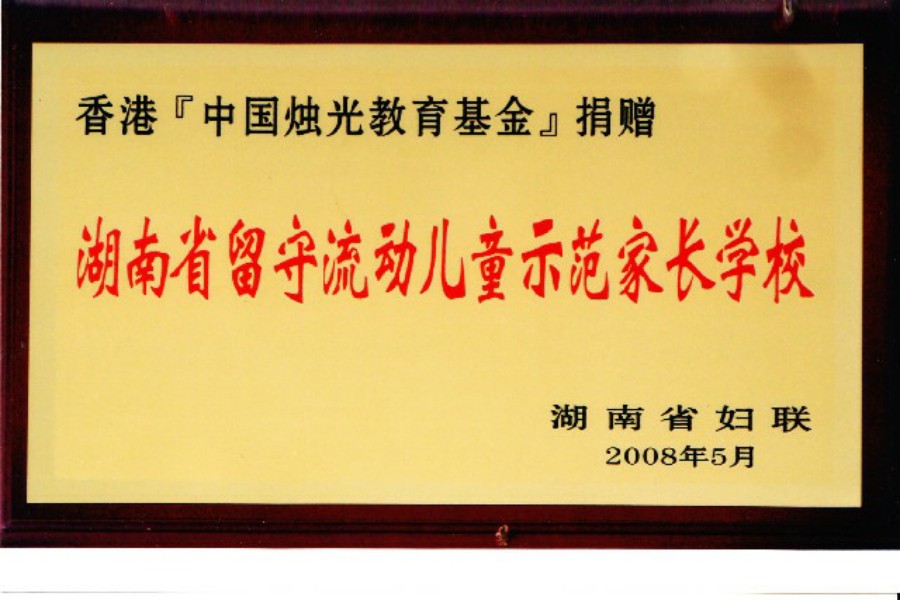 香港『中国烛光教育基金』捐赠
湖南省留守流动儿童示范家长学校
湖南省妇联
2008年5月